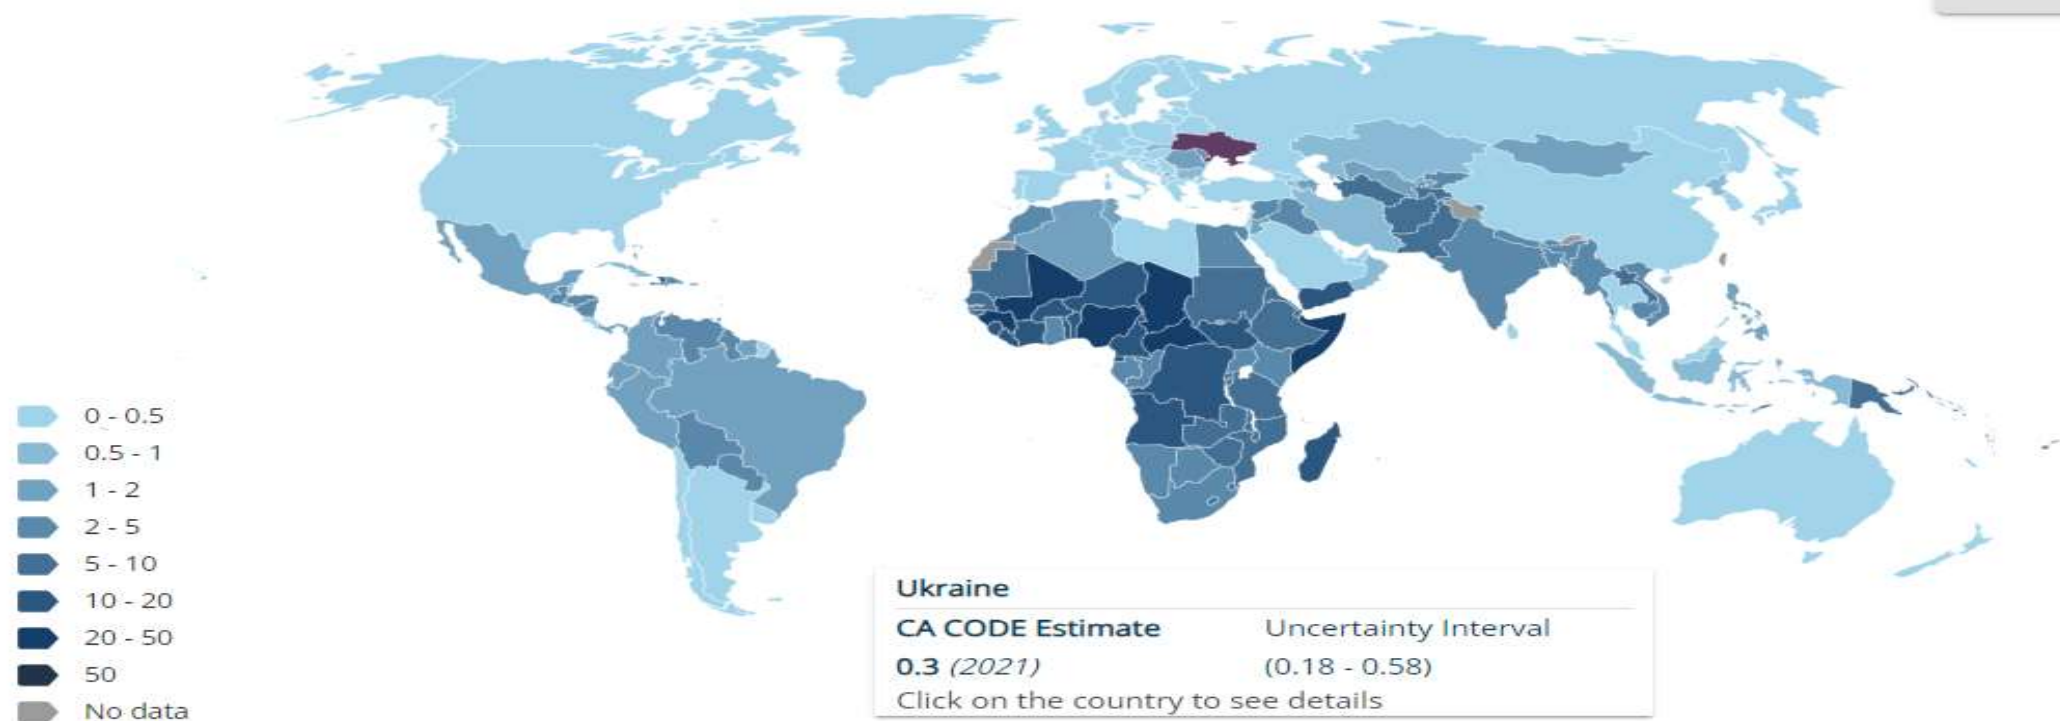 0 - 0.5
0.5 - 1
1 - 2
2 - 5
5 - 10
10 - 20
20 - 50
50
No data
Ukraine
CA CODE Estimate Uncertainty Interval
0.3 (2021) (0.18 - 0.58)
Click on the country to see details